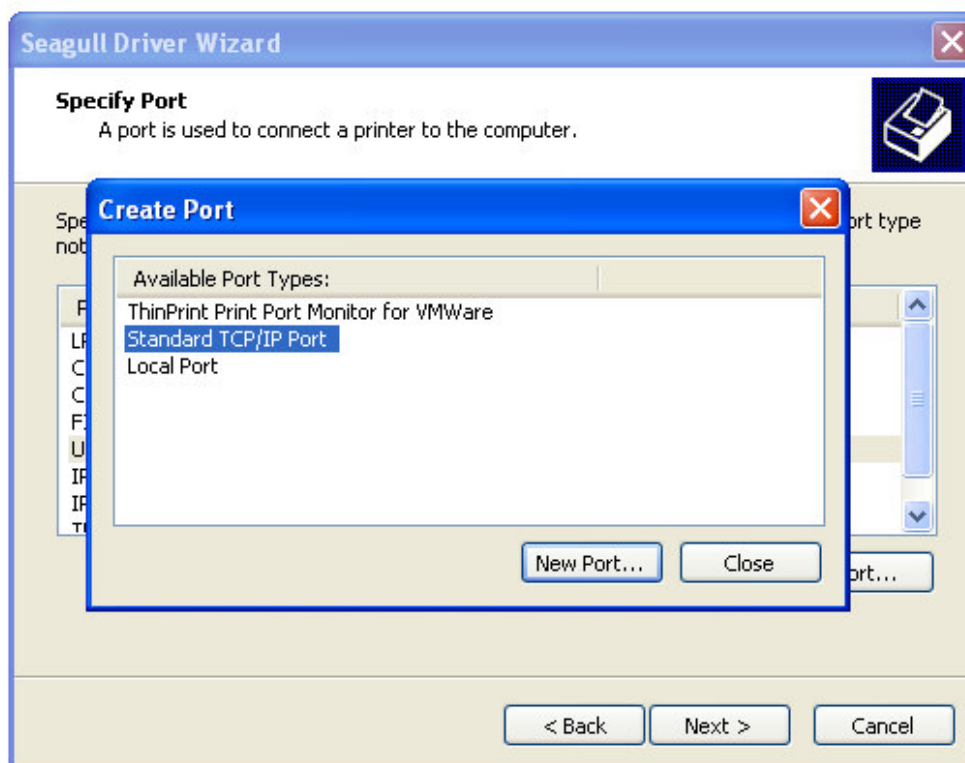 Seagull Driver Wizard
Specify Port
A port is used to connect a printer to the computer.
Create Port
Available Port Types:
ThinPrint Print Port Monitor for VMWare
Standard TCP/IP Port
Local Port
New Port...
Close
type
< Back
Next >
Cancel